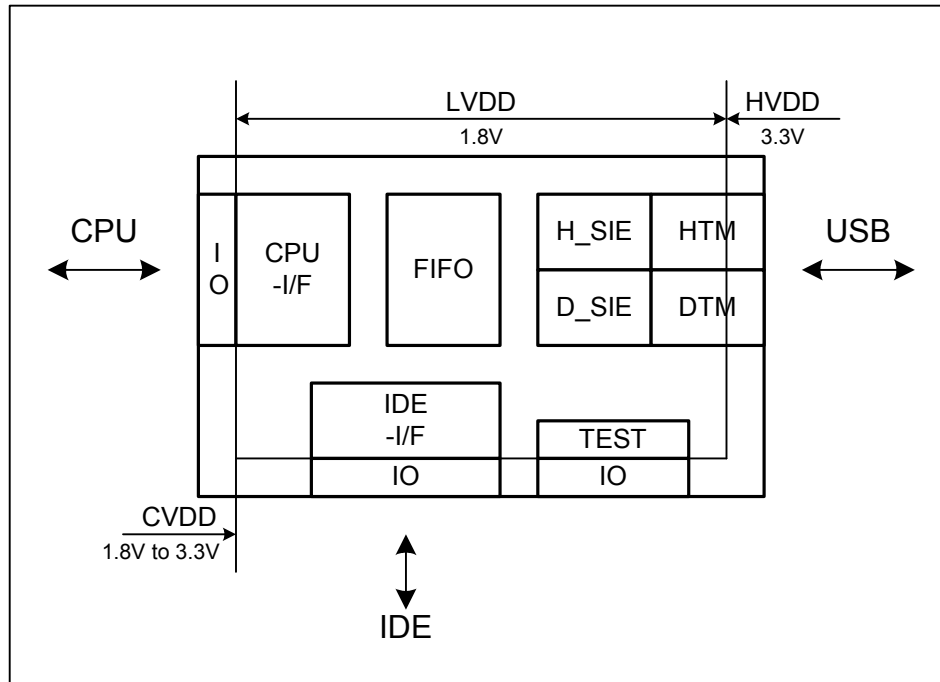 LVDD
HVDD
1.8V
3.3V
CPU
I
O
CPU
-I/F
FIFO
H_SIE
HTM
D_SIE
DTM
USB
IDE
-I/F
IO
TEST
IO
CVDD
1.8V to 3.3V
IDE